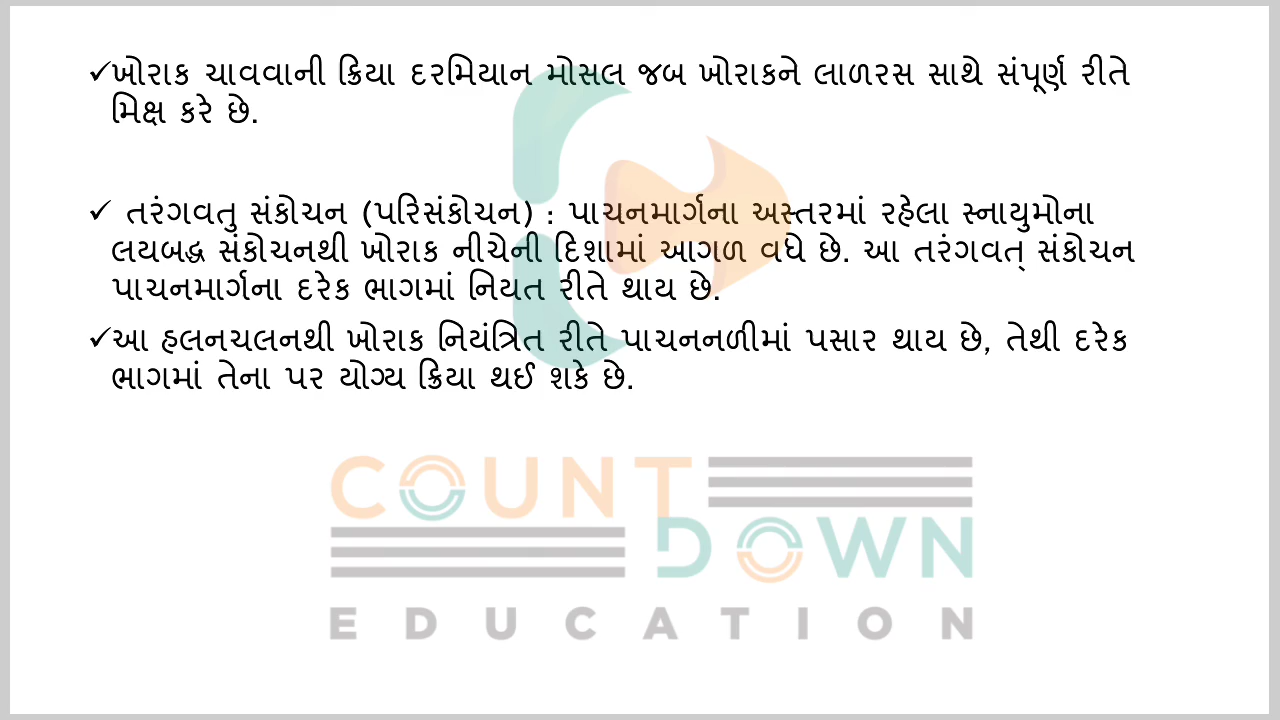 ✓ખોરાક ચાવવાની ક્રિયા દરમિયાન મોસલ જબ ખોરાકને લાળરસ સાથે સંપૂર્ણ રીતે
મિક્ષ કરે છે.
✓ તરંગવતુ સંકોચન (પરિસંકોચન) : પાચનમાર્ગના અસ્તરમાં રહેલા સ્નાયુમોના
લયબદ્ધ સંકોચનથી ખોરાક નીચેની દિશામાં આગળ વધે છે. આ તરંગવત્ સંકોચન
પાચનમાર્ગના દરેક ભાગમાં નિયત રીતે થાય છે.
✓આ હલનચલનથી ખોરાક નિયંત્રિત રીતે પાચનનળીમાં પસાર થાય છે, તેથી દરેક
ભાગમાં તેના પર યોગ્ય ક્રિયા થઈ શકે છે.
COUNT
DOWN
EDUCATION